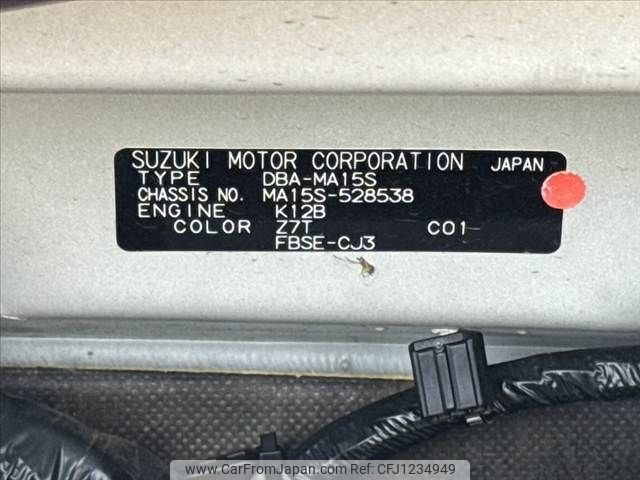 SUZUKI MOTOR CORPORATION JAPAN
TYPE DBA-MA15S
CHASSIS NO. MA15S-528538
ENGINE K12B
COLOR Z7T C01
FBSE-CJ3
www.CarFromJapan.com | CFJ1234949